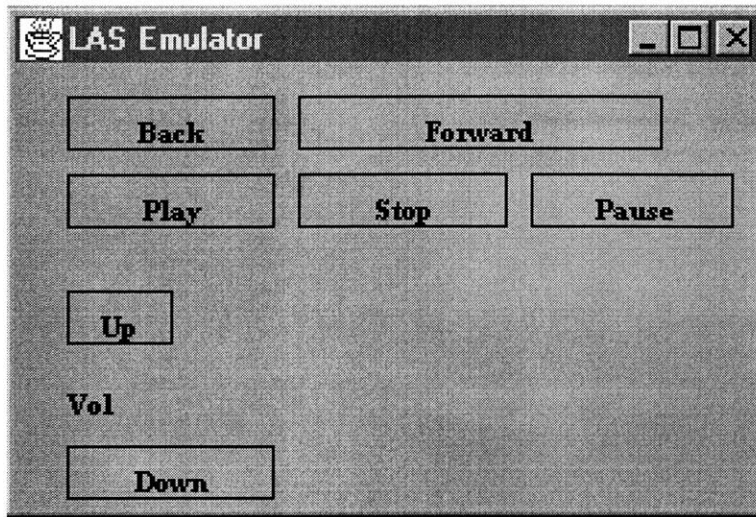 LAS Emulator
Back Forward
Play Stop Pause
Up
Vol
Down